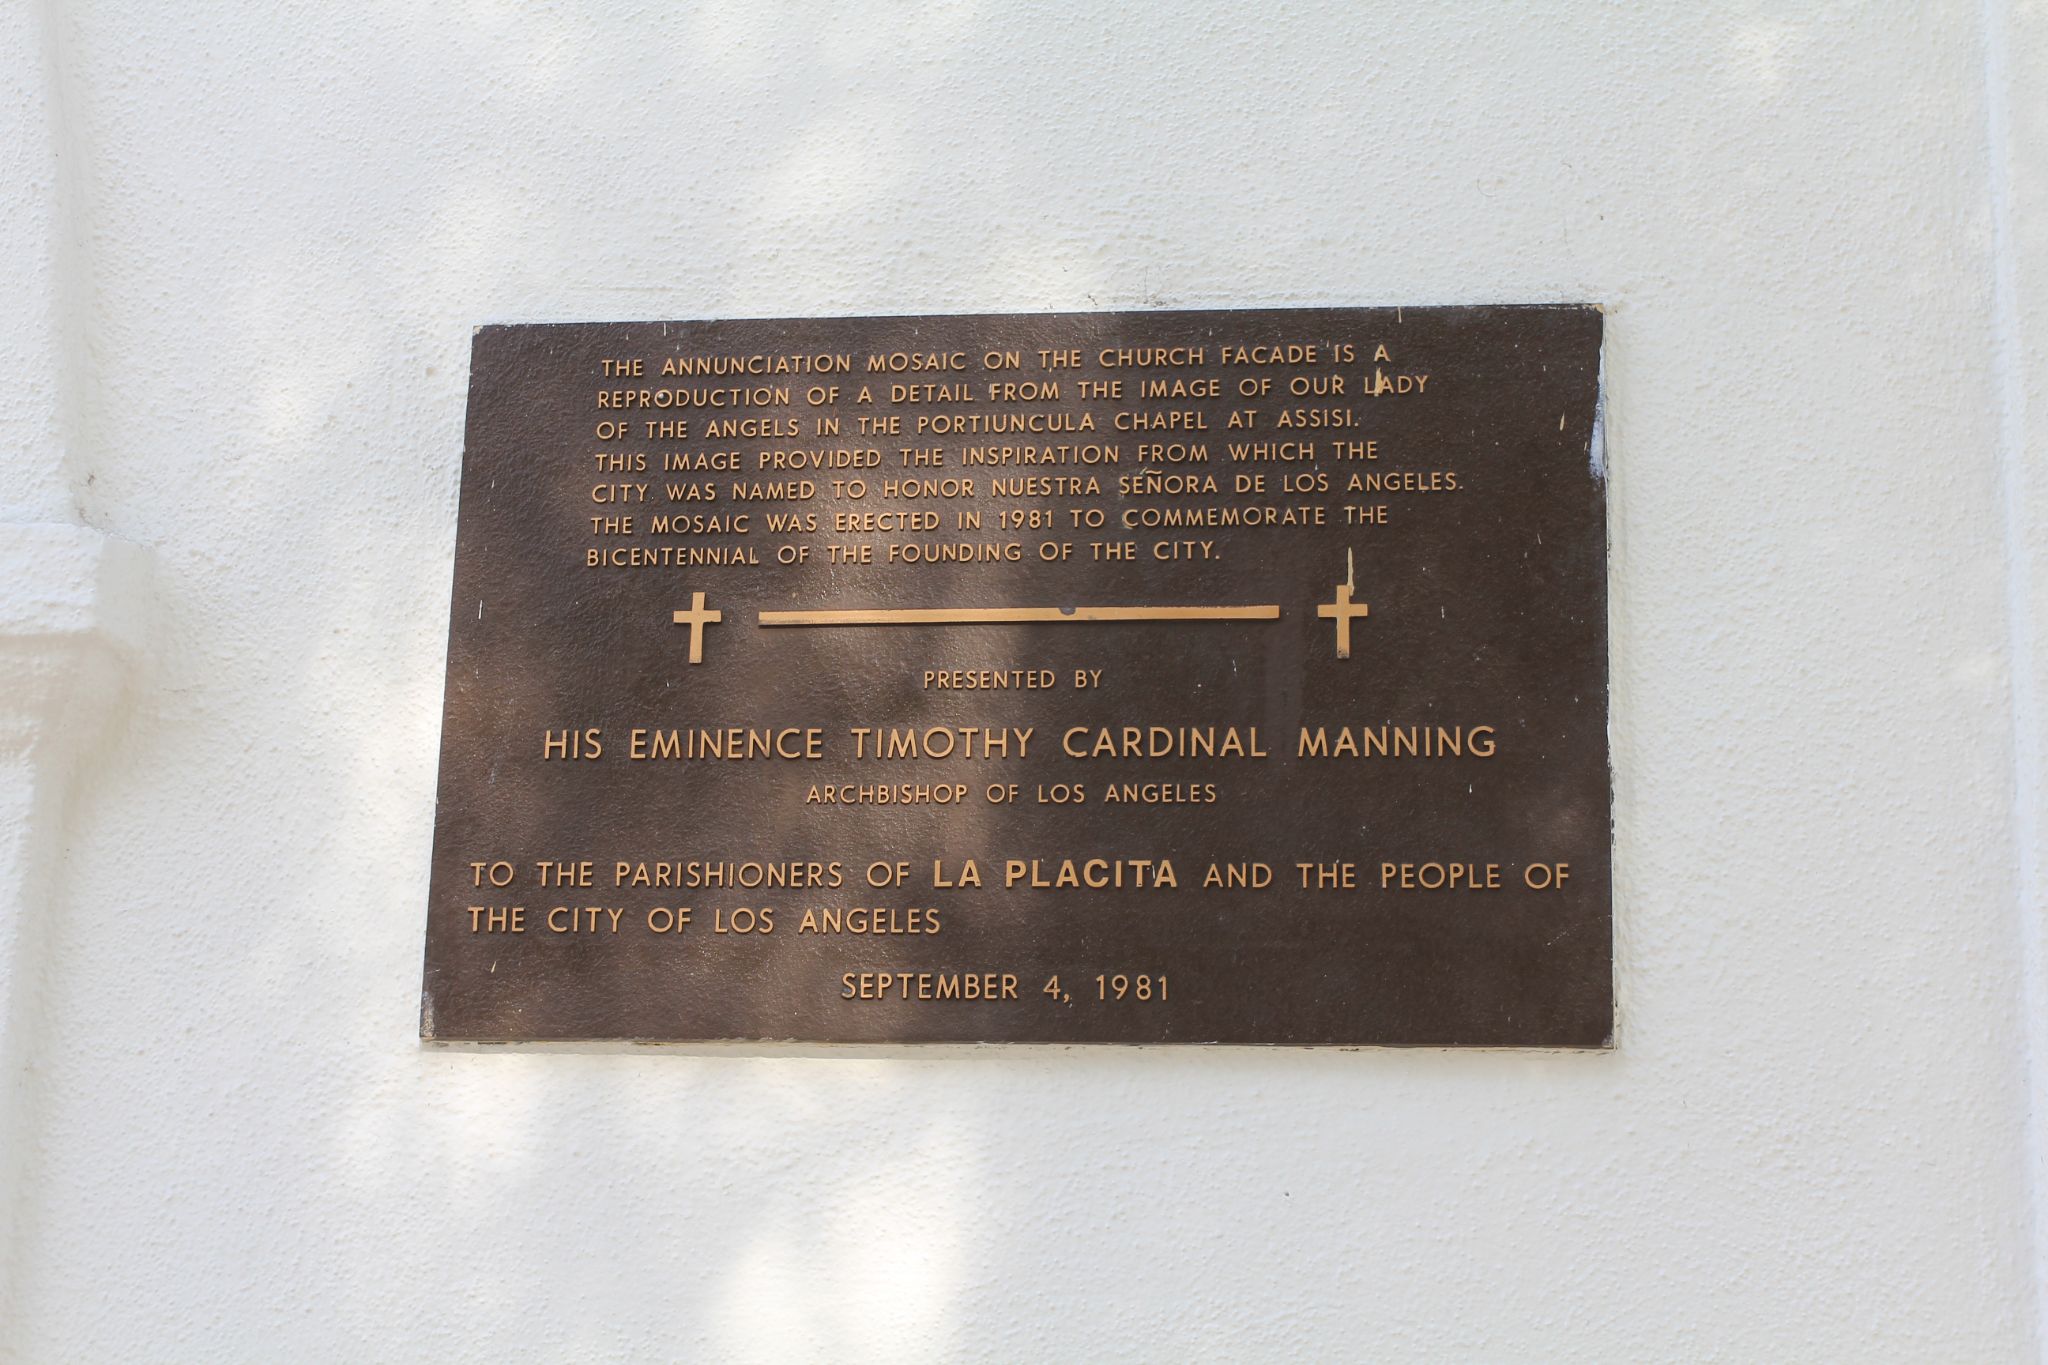 THE ANNUNCIATION MOSAIC ON THE CHURCH FACADE IS A
REPRODUCTION OF A DETAIL FROM THE IMAGE OF OUR LADY
OF THE ANGELS IN THE PORTIUNCULA CHAPEL AT ASSISI.
THIS IMAGE PROVIDED THE INSPIRATION FROM WHICH THE
CITY WAS NAMED TO HONOR NUESTRA SEÑORA DE LOS ANGELES.
THE MOSAIC WAS ERECTED IN 1981 TO COMMEMORATE THE
BICENTENNIAL OF THE FOUNDING OF THE CITY.
PRESENTED BY
HIS EMINENCE TIMOTHY CARDINAL MANNING
ARCHBISHOP OF LOS ANGELES
TO THE PARISHIONERS OF LA PLACITA AND THE PEOPLE OF
THE CITY OF LOS ANGELES
SEPTEMBER 4, 1981